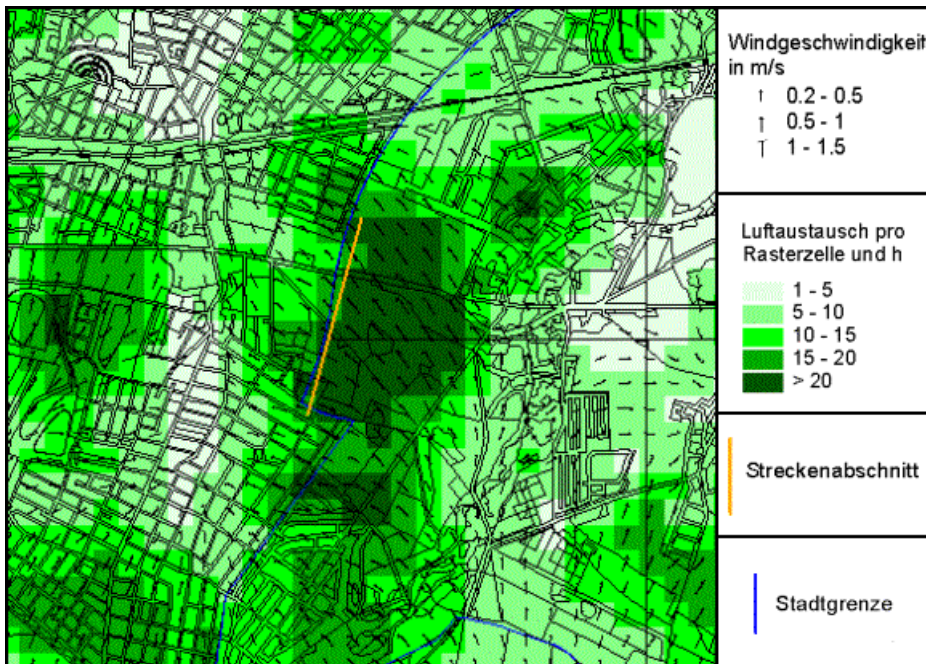 Windgeschwindigkeit
in m/s
0.2 - 0.5
0.5 - 1
1 - 1.5
Luftaustausch pro
Rasterzelle und h
1 - 5
5 - 10
10 - 15
15 - 20
> 20
Streckenabschnitt
Stadtgrenze